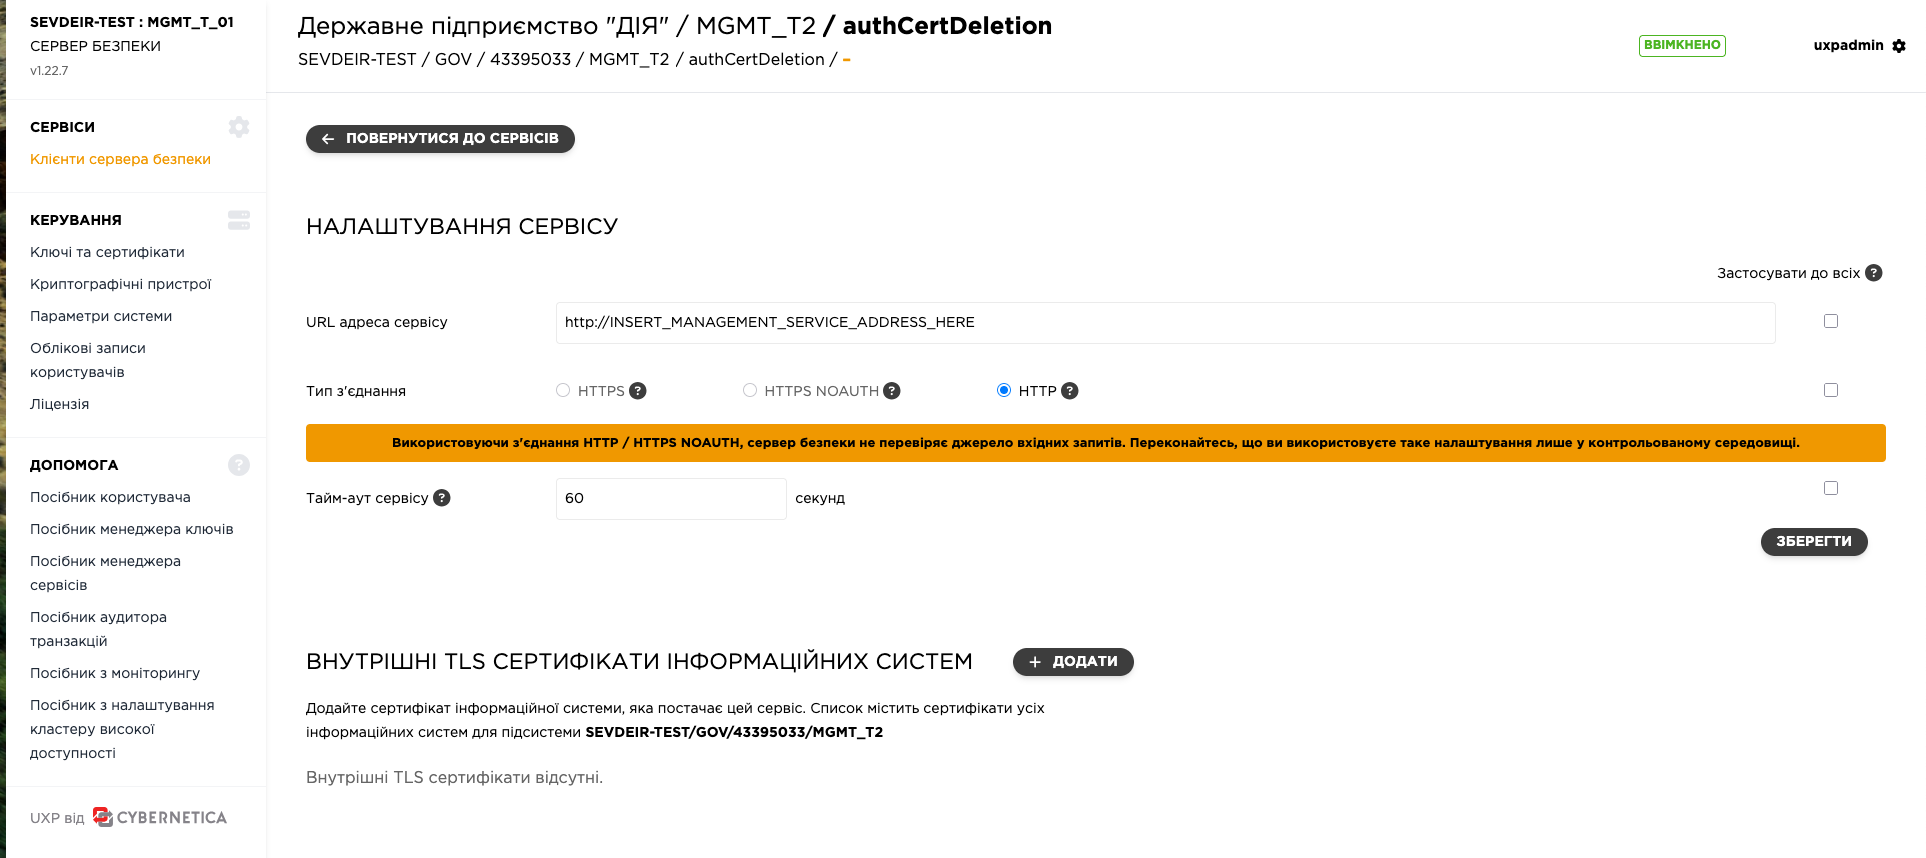 SEVDEIR-TEST : MGMT_T_01
СЕРВЕР БЕЗПЕКИ
v1.22.7
СЕРВІСИ
Клієнти сервера безпеки
КЕРУВАННЯ
Ключі та сертифікати
Криптографічні пристрої
Параметри системи
Облікові записи
користувачів
Ліцензія
ДОПОМОГА
Посібник користувача
Посібник менеджера ключів
Посібник менеджера
сервісів
Посібник аудитора
транзакцій
Посібник з моніторингу
Посібник з налаштування
кластеру високої
доступності
UXP від CYBERNETICA
Державне підприємство "ДІЯ" / MGMT_T2 / authCertDeletion
SEVDEIR-TEST / GOV / 43395033 / MGMT_T2 / authCertDeletion / –
ВВІМКНЕНО
uxpadmin
← ПОВЕРНУТИСЯ ДО СЕРВІСІВ
НАЛАШТУВАННЯ СЕРВІСУ
Застосувати до всіх ?
URL адреса сервісу http://INSERT_MANAGEMENT_SERVICE_ADDRESS_HERE
Тип з'єднання HTTPS ? HTTPS NOAUTH ? HTTP ?
Використовуючи з'єднання HTTP / HTTPS NOAUTH, сервер безпеки не перевіряє джерело вхідних запитів. Переконайтесь, що ви використовуєте таке налаштування лише у контрольованому середовищі.
Тайм-аут сервісу ? 60 секунд
ЗБЕРЕГТИ
ВНУТРІШНІ TLS СЕРТИФІКАТИ ІНФОРМАЦІЙНИХ СИСТЕМ + ДОДАТИ
Додайте сертифікат інформаційної системи, яка постачає цей сервіс. Список містить сертифікати усіх
інформаційних систем для підсистеми SEVDEIR-TEST/GOV/43395033/MGMT_T2
Внутрішні TLS сертифікати відсутні.